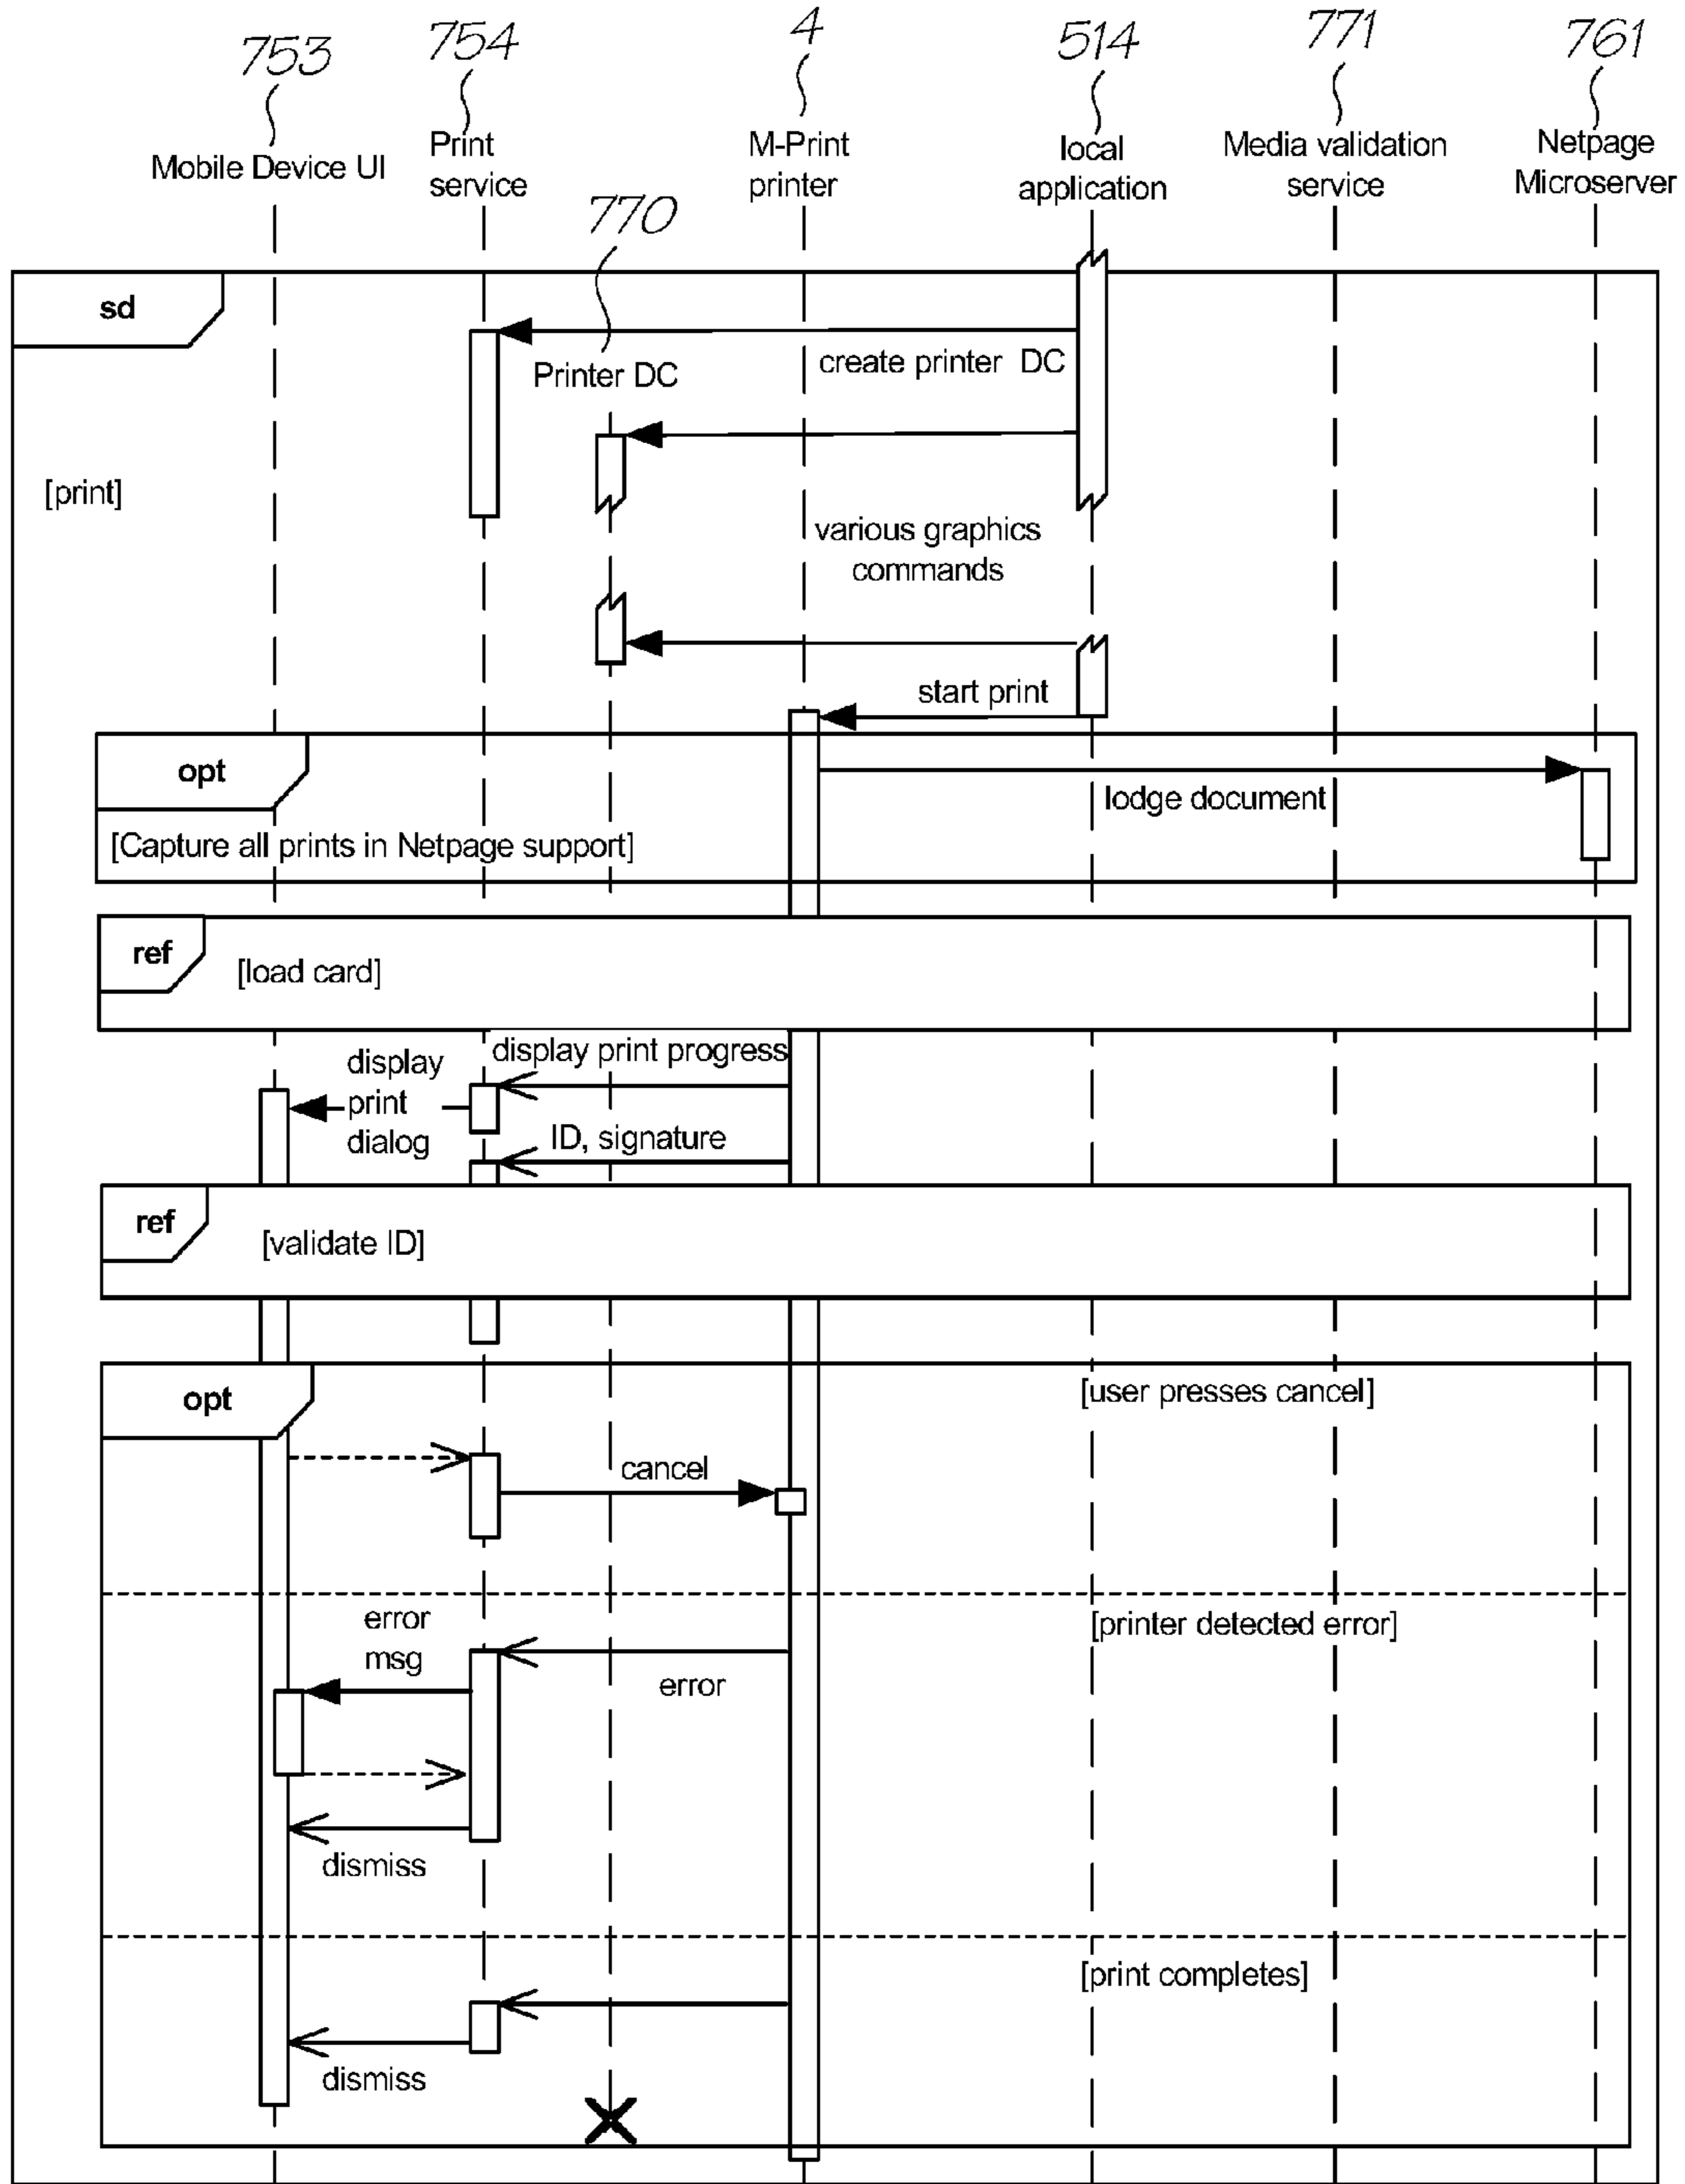 753
754
4
514
771
761
Mobile Device UI
Print
service
M-Print
printer
local
application
Media validation
service
Netpage
Microserver
770
sd
Printer DC
create printer DC
[print]
various graphics
commands
start print
opt
lodge document
[Capture all prints in Netpage support]
ref
[load card]
display print progress
display
print
dialog
ID, signature
ref
[validate ID]
opt
[user presses cancel]
cancel
[printer detected error]
error
msg
error
dismiss
[print completes]
dismiss